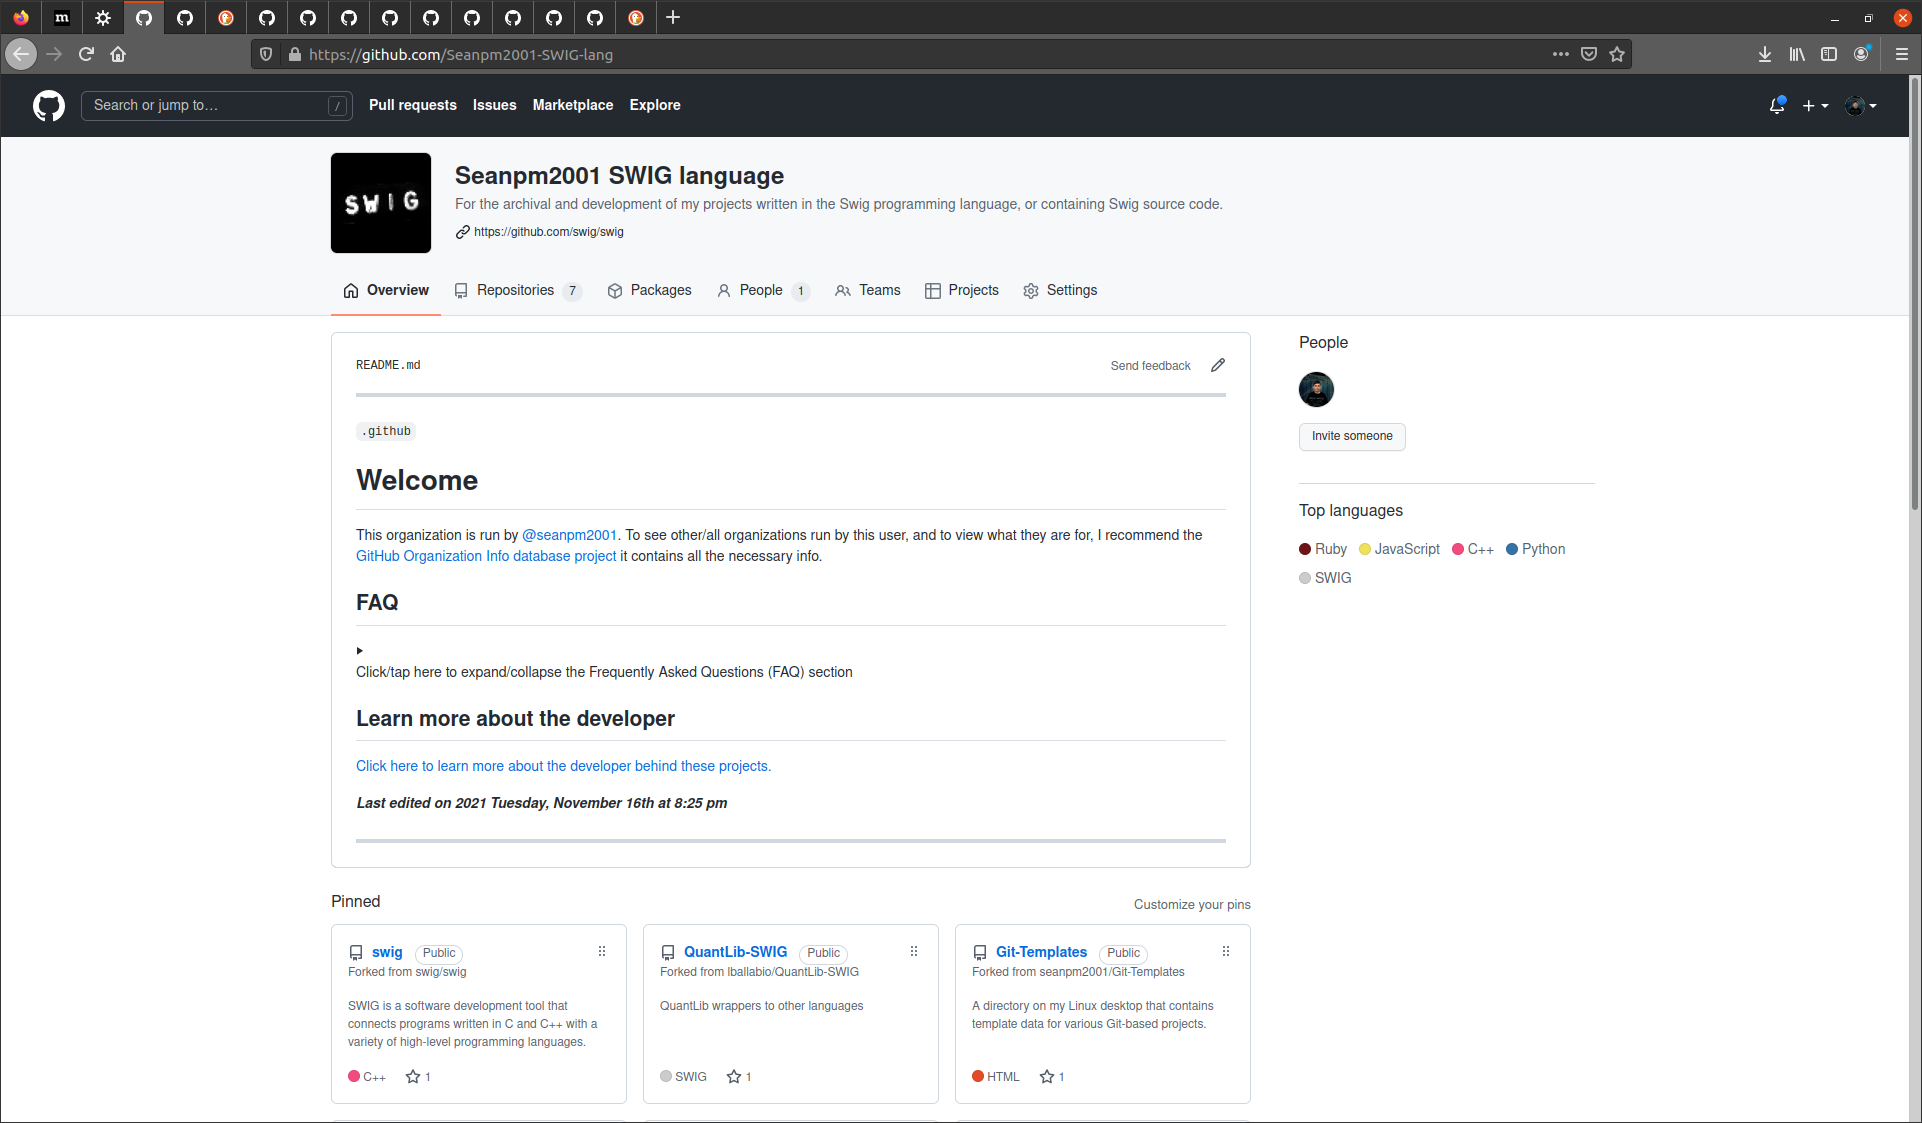 m
https://github.com/Seanpm2001-SWIG-lang
Search or jump to…
/
Pull requests
Issues
Marketplace
Explore
SWIG
Seanpm2001 SWIG language
For the archival and development of my projects written in the Swig programming language, or containing Swig source code.
https://github.com/swig/swig
Overview
Repositories 7
Packages
People 1
Teams
Projects
Settings
README.md
Send feedback
.github
Welcome
This organization is run by @seanpm2001. To see other/all organizations run by this user, and to view what they are for, I recommend the
GitHub Organization Info database project it contains all the necessary info.
FAQ
Click/tap here to expand/collapse the Frequently Asked Questions (FAQ) section
Learn more about the developer
Click here to learn more about the developer behind these projects.
Last edited on 2021 Tuesday, November 16th at 8:25 pm
People
Invite someone
Top languages
Ruby JavaScript C++ Python
SWIG
Pinned
Customize your pins
swig Public
Forked from swig/swig
SWIG is a software development tool that
connects programs written in C and C++ with a
variety of high-level programming languages.
C++ 1
QuantLib-SWIG Public
Forked from lballabio/QuantLib-SWIG
QuantLib wrappers to other languages
SWIG 1
Git-Templates Public
Forked from seanpm2001/Git-Templates
A directory on my Linux desktop that contains
template data for various Git-based projects.
HTML 1